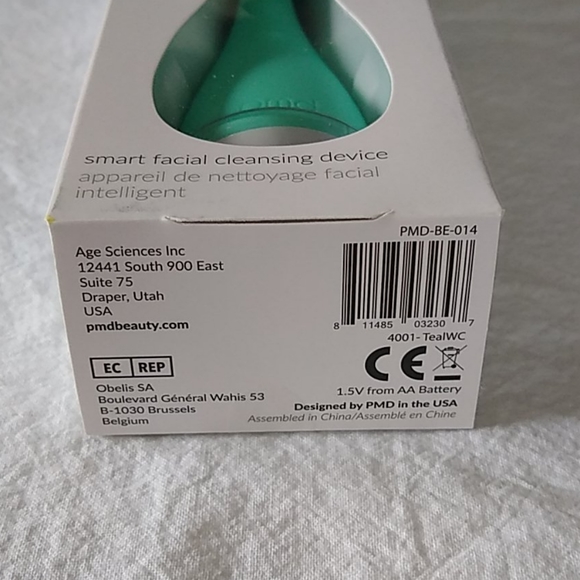 pmd
smart facial cleansing device
appareil de nettoyage facial
intelligent
PMD-BE-014
Age Sciences Inc
12441 South 900 East
Suite 75
Draper, Utah
USA
pmdbeauty.com
8 11485 03230 7
4001- TealWC
CE
EC REP
1.5V from AA Battery
Obelis SA
Boulevard Général Wahis 53
B-1030 Brussels
Belgium
Designed by PMD in the USA
Assembled in China/Assemblé en Chine